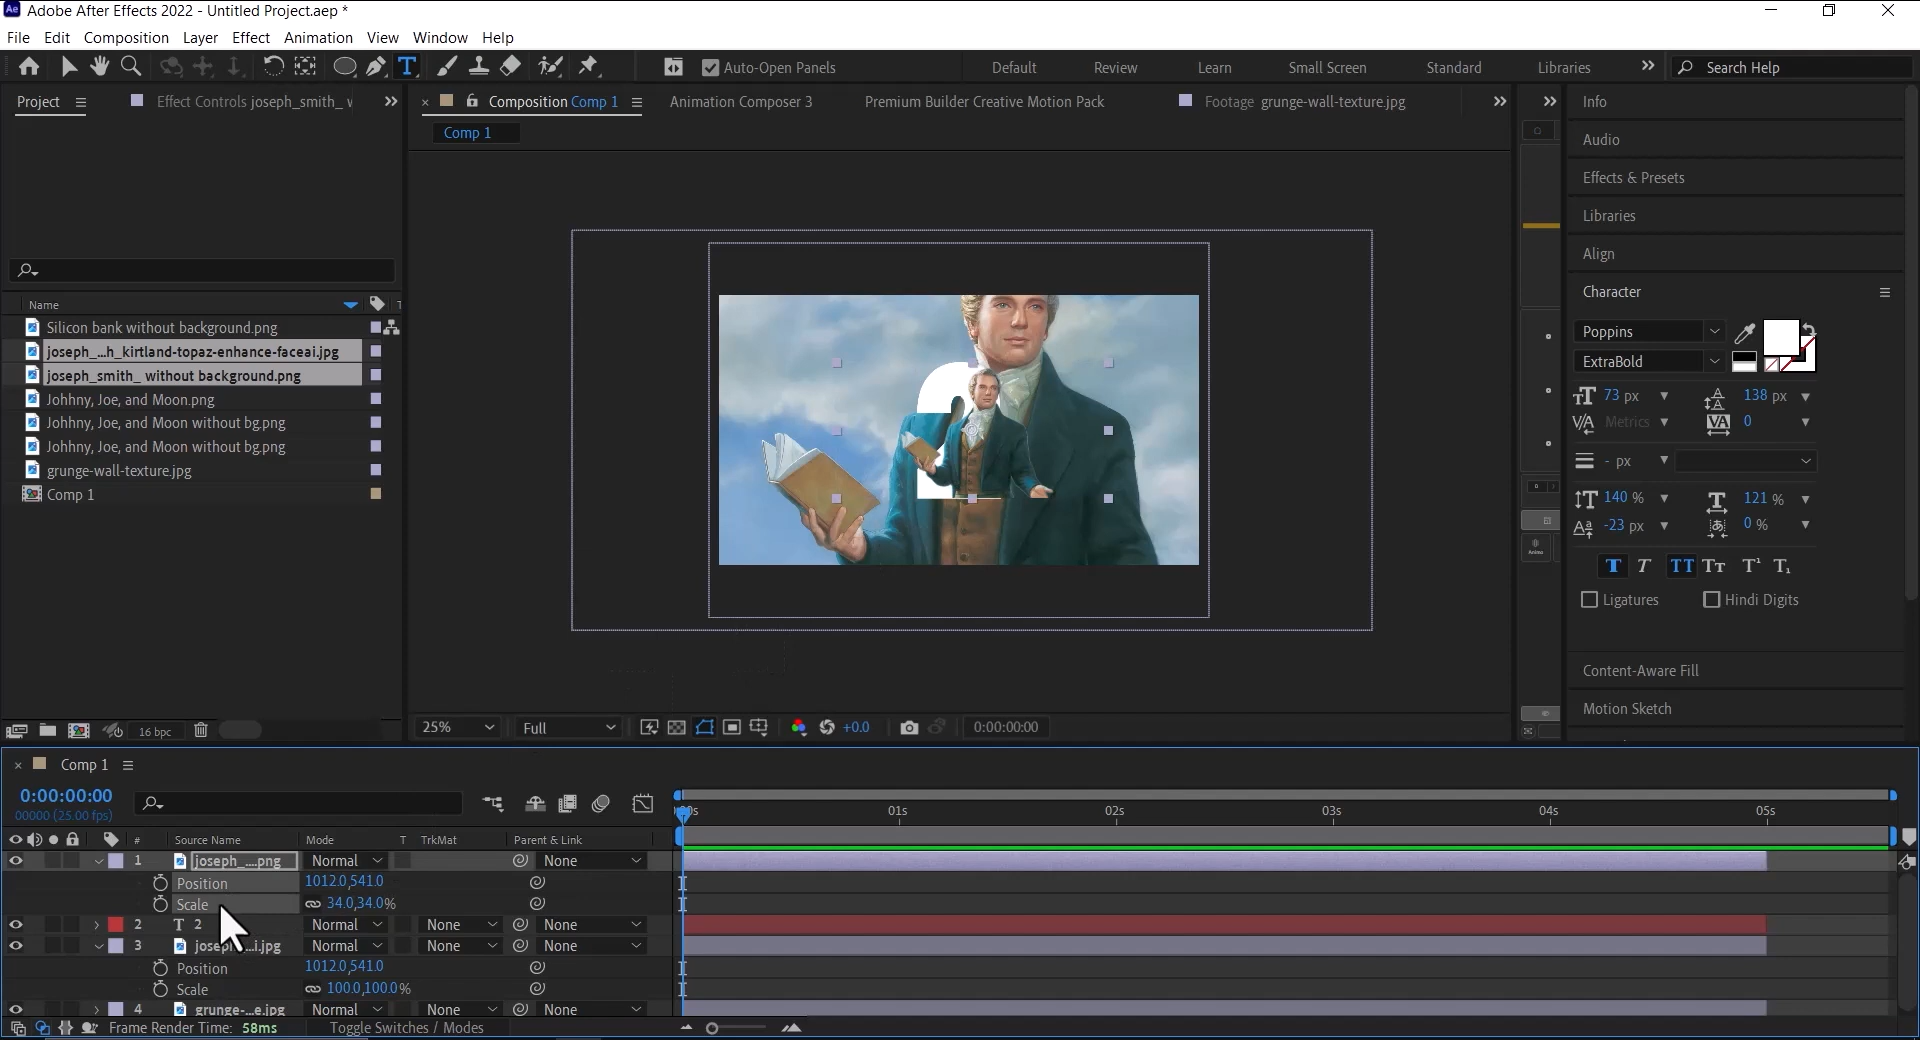 Ae Adobe After Effects 2022 - Untitled Project.aep *
File Edit Composition Layer Effect Animation View Window Help
Auto-Open Panels Default Review Learn Small Screen Standard Libraries Search Help
Project Effect Controls joseph_smith_
Composition Comp 1 Animation Composer 3 Premium Builder Creative Motion Pack Footage grunge-wall-texture.jpg
Comp 1
Name
Silicon bank without background.png
joseph_...h_kirtland-topaz-enhance-faceai.jpg
joseph_smith_ without background.png
Johhny, Joe, and Moon.png
Johhny, Joe, and Moon without bg.png
Johhny, Joe, and Moon without bg.png
grunge-wall-texture.jpg
Comp 1
16 bpc
2
25% Full +0.0 0:00:00:00
Info
Audio
Effects & Presets
Libraries
Align
Character
Poppins
ExtraBold
73 px 138 px
Metrics 0
- px
140 % 121 %
-23 px 0 %
T T TT Tт T¹ T₁
Ligatures Hindi Digits
Content-Aware Fill
Motion Sketch
Comp 1
0:00:00:00
00000 (25.00 fps)
01s 02s 03s 04s 05s
# Source Name Mode T TrkMat Parent & Link
1 joseph_....png Normal None
Position 1012.0,541.0
Scale 34.0,34.0%
2 T 2 Normal None None
3 josep...i.jpg Normal None None
Position 1012.0,541.0
Scale 100.0,100.0%
4 grunge-...e.jpg Normal None None
Frame Render Time: 58ms Toggle Switches / Modes